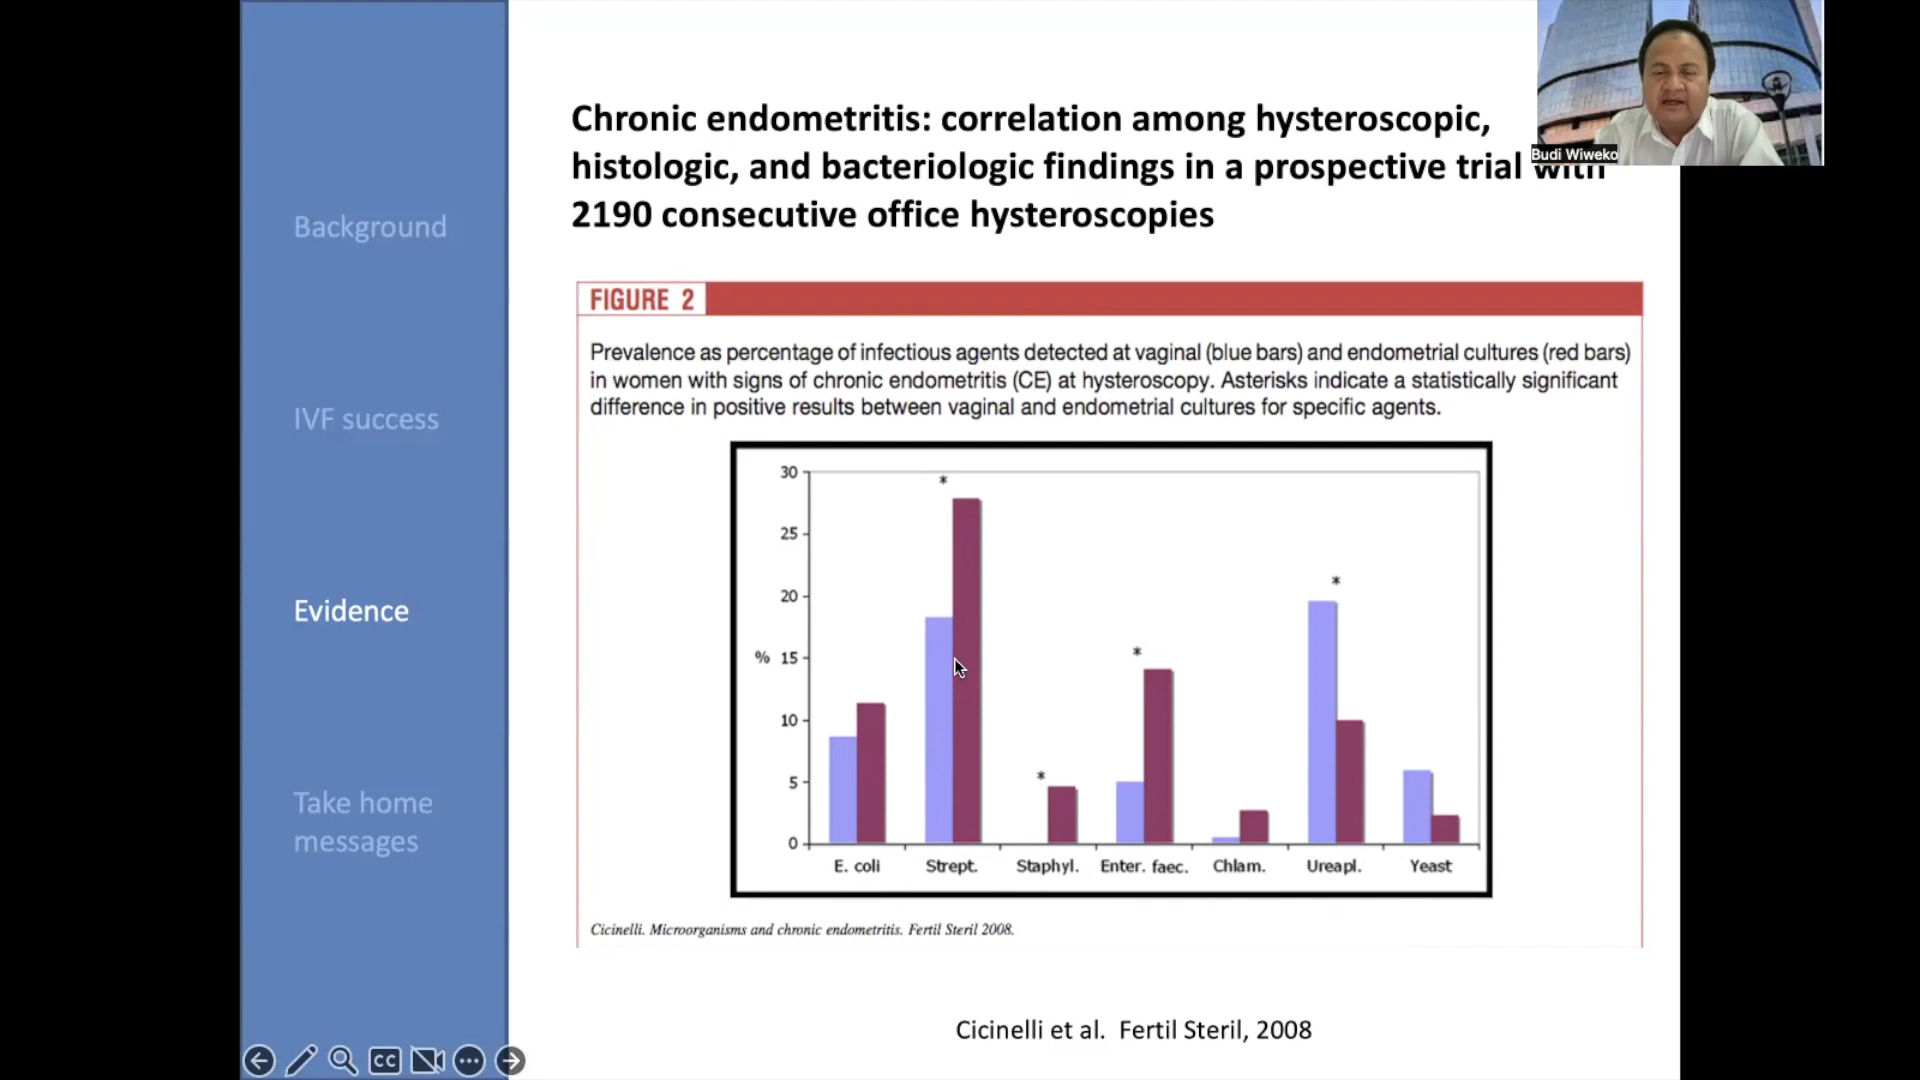 Background
IVF success
Evidence
Take home
messages
Chronic endometritis: correlation among hysteroscopic,
histologic, and bacteriologic findings in a prospective trial with
2190 consecutive office hysteroscopies
Budi Wiweko
FIGURE 2
Prevalence as percentage of infectious agents detected at vaginal (blue bars) and endometrial cultures (red bars)
in women with signs of chronic endometritis (CE) at hysteroscopy. Asterisks indicate a statistically significant
difference in positive results between vaginal and endometrial cultures for specific agents.
30
25
20
% 15
10
5
0
* * * * *
E. coli Strept. Staphyl. Enter. faec. Chlam. Ureapl. Yeast
Cicinelli. Microorganisms and chronic endometritis. Fertil Steril 2008.
Cicinelli et al. Fertil Steril, 2008
CC